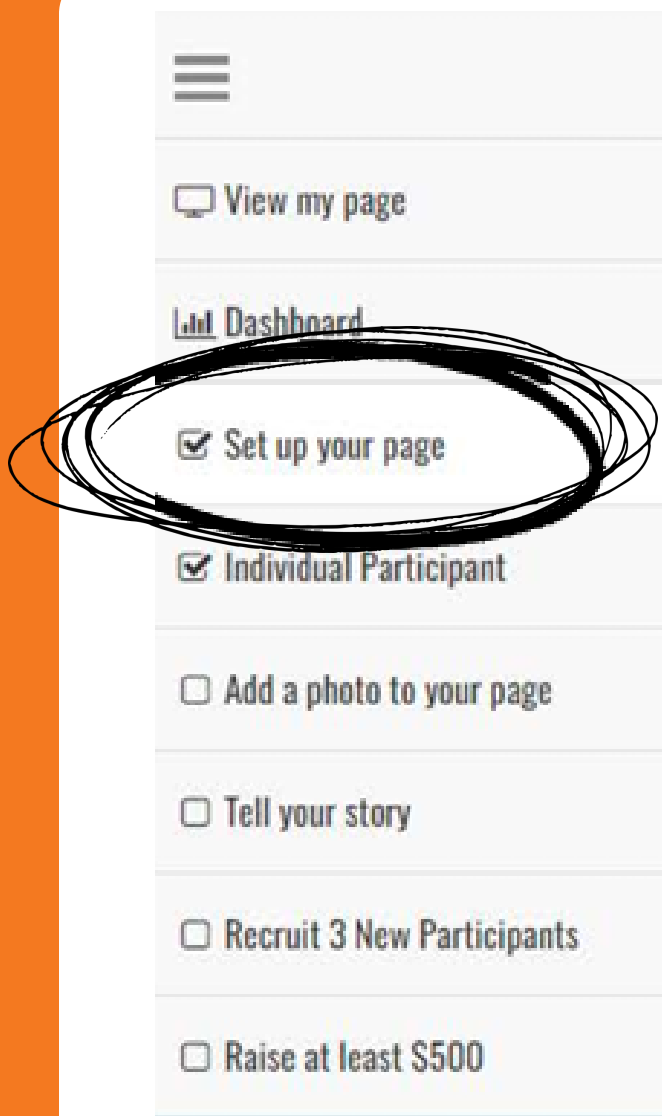 View my page
Dashboard
Set up your page
Individual Participant
Add a photo to your page
Tell your story
Recruit 3 New Participants
Raise at least $500